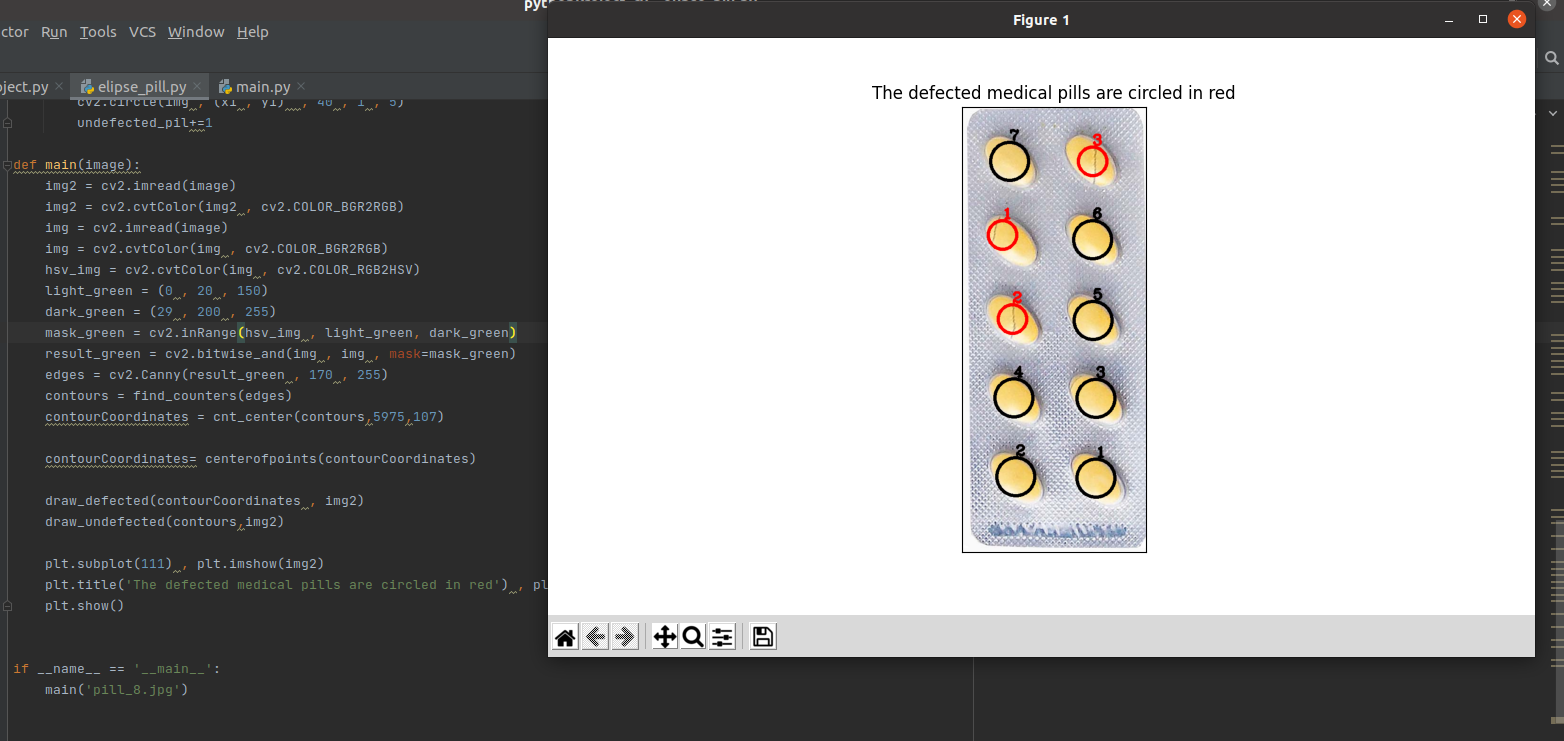 Figure 1
ctor Run Tools VCS Window Help
ject.py elipse_pill.py main.py
cv2.circle(img , (x1 , y1) , 40 , 1 , 5)
undefected_pil+=1
def main(image):
img2 = cv2.imread(image)
img2 = cv2.cvtColor(img2 , cv2.COLOR_BGR2RGB)
img = cv2.imread(image)
img = cv2.cvtColor(img , cv2.COLOR_BGR2RGB)
hsv_img = cv2.cvtColor(img , cv2.COLOR_RGB2HSV)
light_green = (0 , 20 , 150)
dark_green = (29 , 200 , 255)
mask_green = cv2.inRange(hsv_img , light_green, dark_green)
result_green = cv2.bitwise_and(img , img , mask=mask_green)
edges = cv2.Canny(result_green , 170 , 255)
contours = find_counters(edges)
contourCoordinates = cnt_center(contours,5975,107)
contourCoordinates= centerofpoints(contourCoordinates)
draw_defected(contourCoordinates , img2)
draw_undefected(contours,img2)
plt.subplot(111) , plt.imshow(img2)
plt.title('The defected medical pills are circled in red') , pl
plt.show()
if __name__ == '__main__':
main('pill_8.jpg')
The defected medical pills are circled in red
7 3
1 6
2 5
4 3
2 1